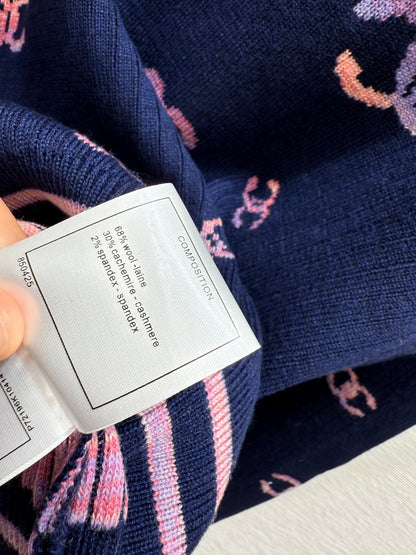 COMPOSITION
68% wool -laine
30% cachemire - cashmere
2% spandex - spandex
850425